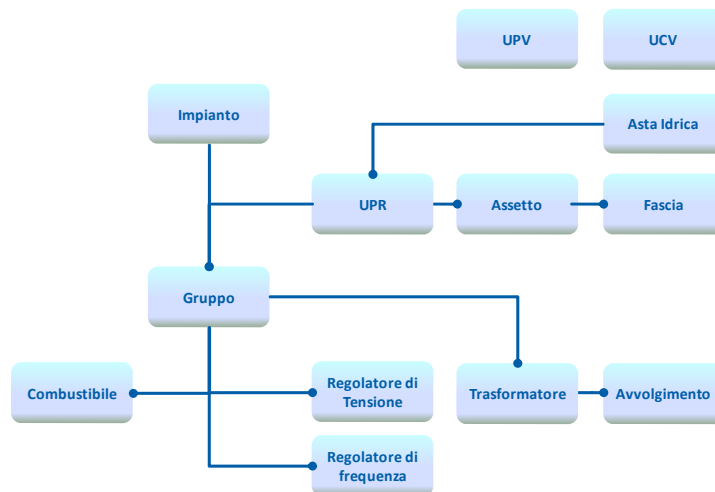 UPV
UCV
Impianto
Asta Idrica
UPR
Assetto
Fascia
Gruppo
Combustibile
Regolatore di
Tensione
Trasformatore
Avvolgimento
Regolatore di
frequenza